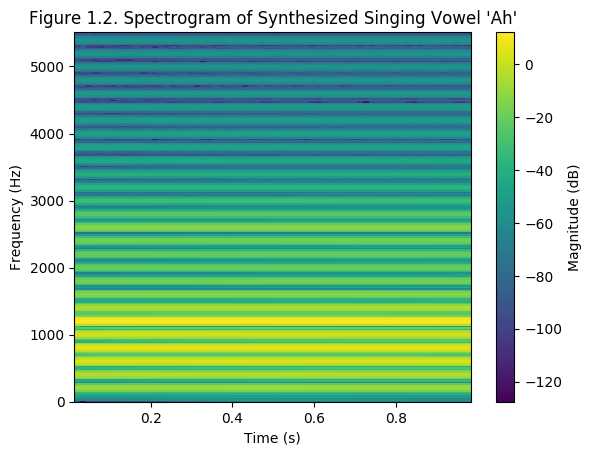 Figure 1.2. Spectrogram of Synthesized Singing Vowel 'Ah'
5000
4000
3000
2000
1000
0
Frequency (Hz)
0.2 0.4 0.6 0.8
Time (s)
0
−20
−40
−60
−80
−100
−120
Magnitude (dB)